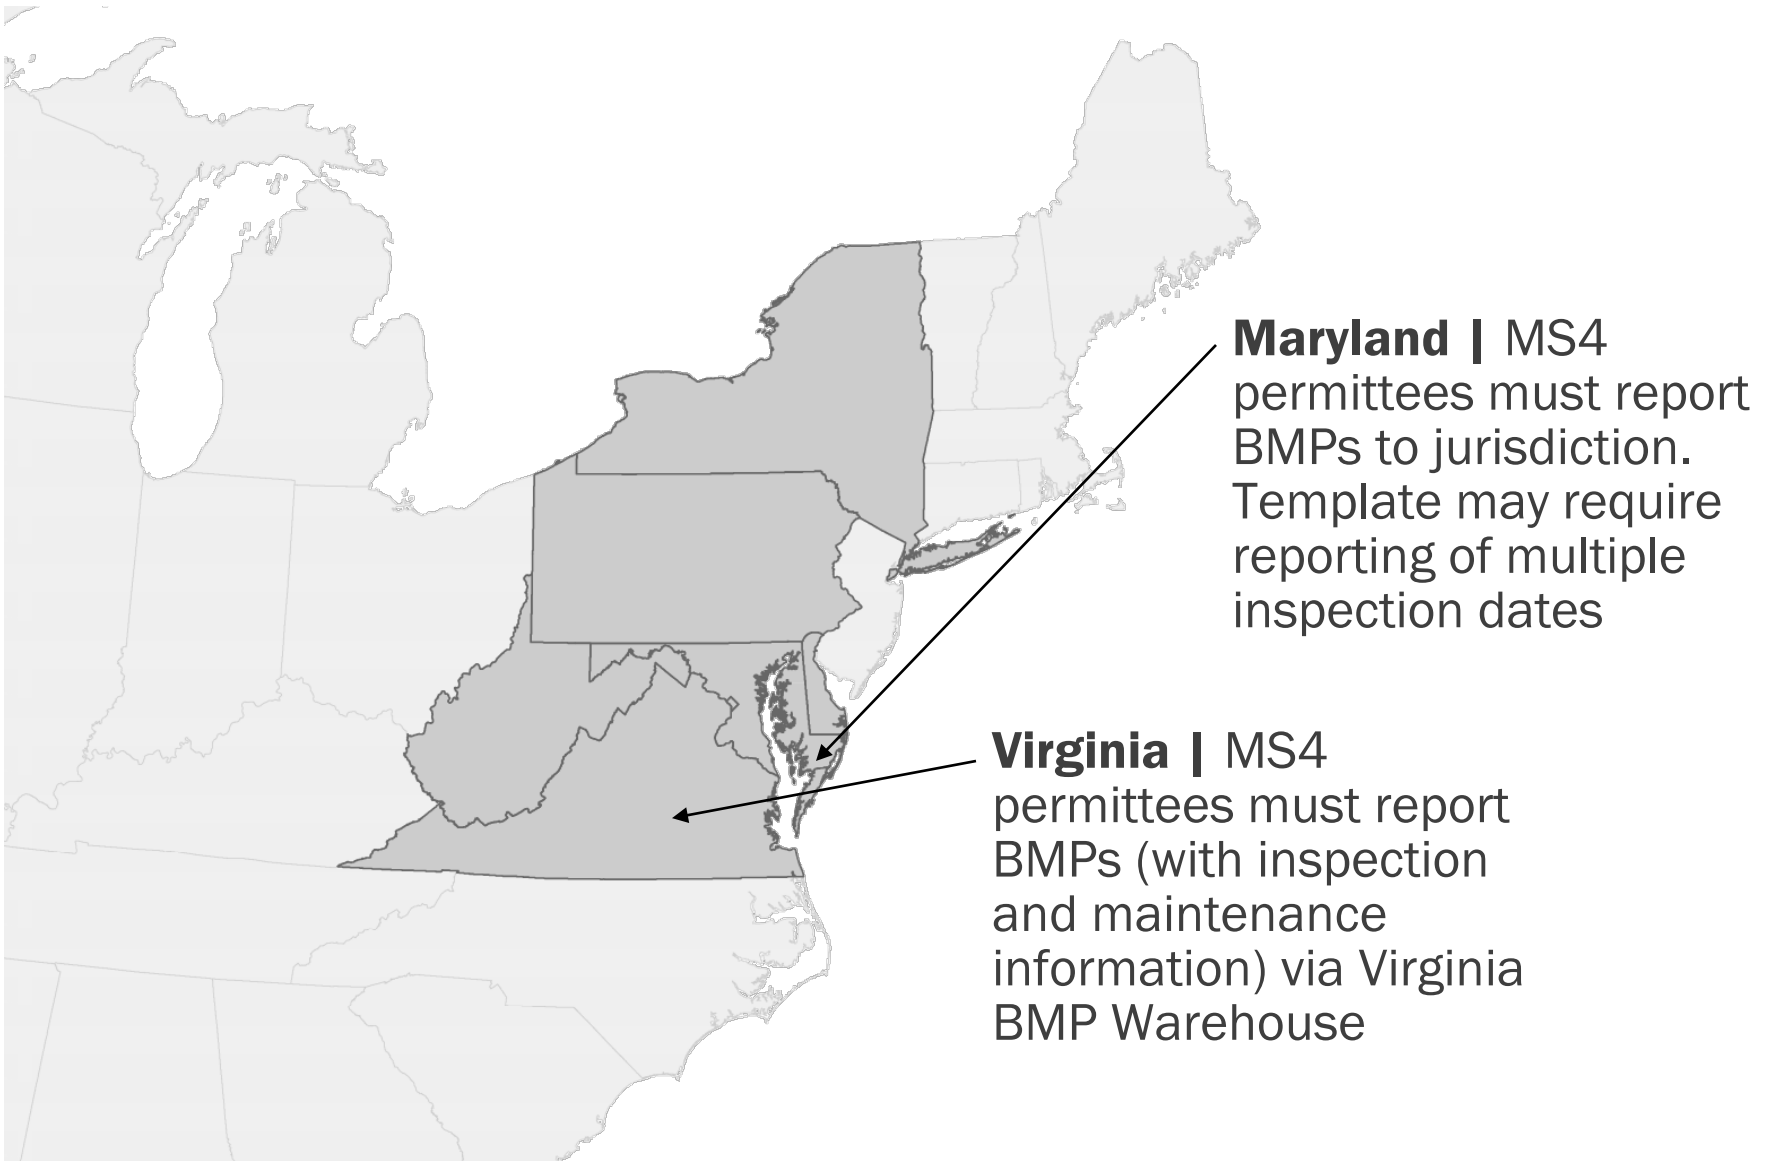 Maryland | MS4
permittees must report
BMPs to jurisdiction.
Template may require
reporting of multiple
inspection dates
Virginia | MS4
permittees must report
BMPs (with inspection
and maintenance
information) via Virginia
BMP Warehouse